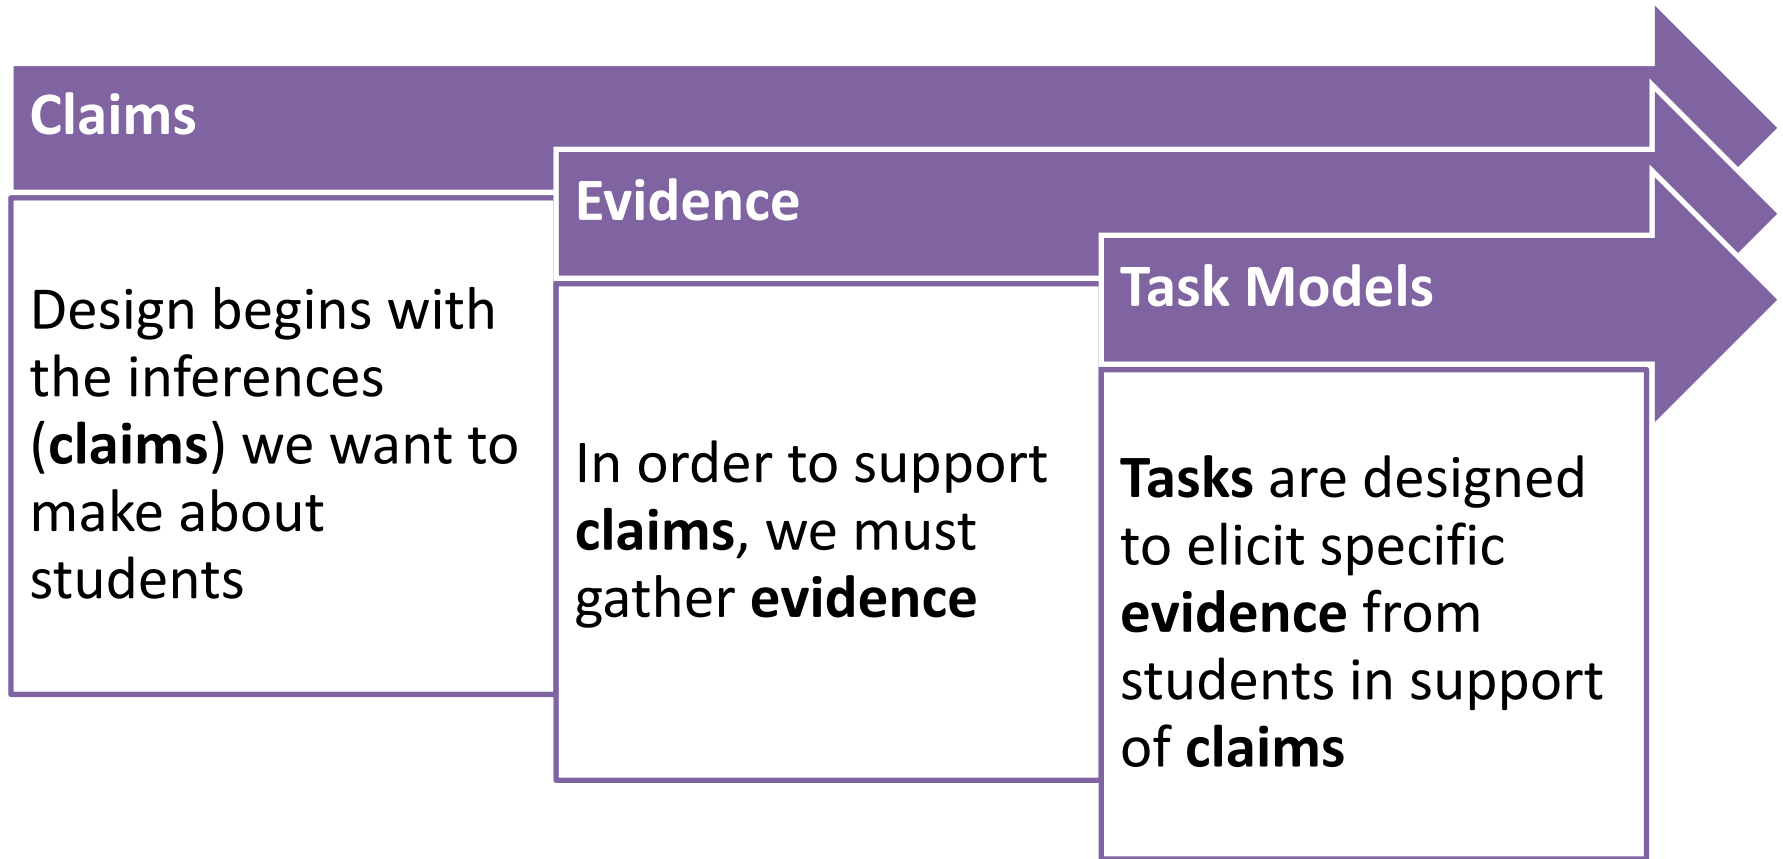 Claims
Design begins with
the inferences
(claims) we want to
make about
students
Evidence
In order to support
claims, we must
gather evidence
Task Models
Tasks are designed
to elicit specific
evidence from
students in support
of claims